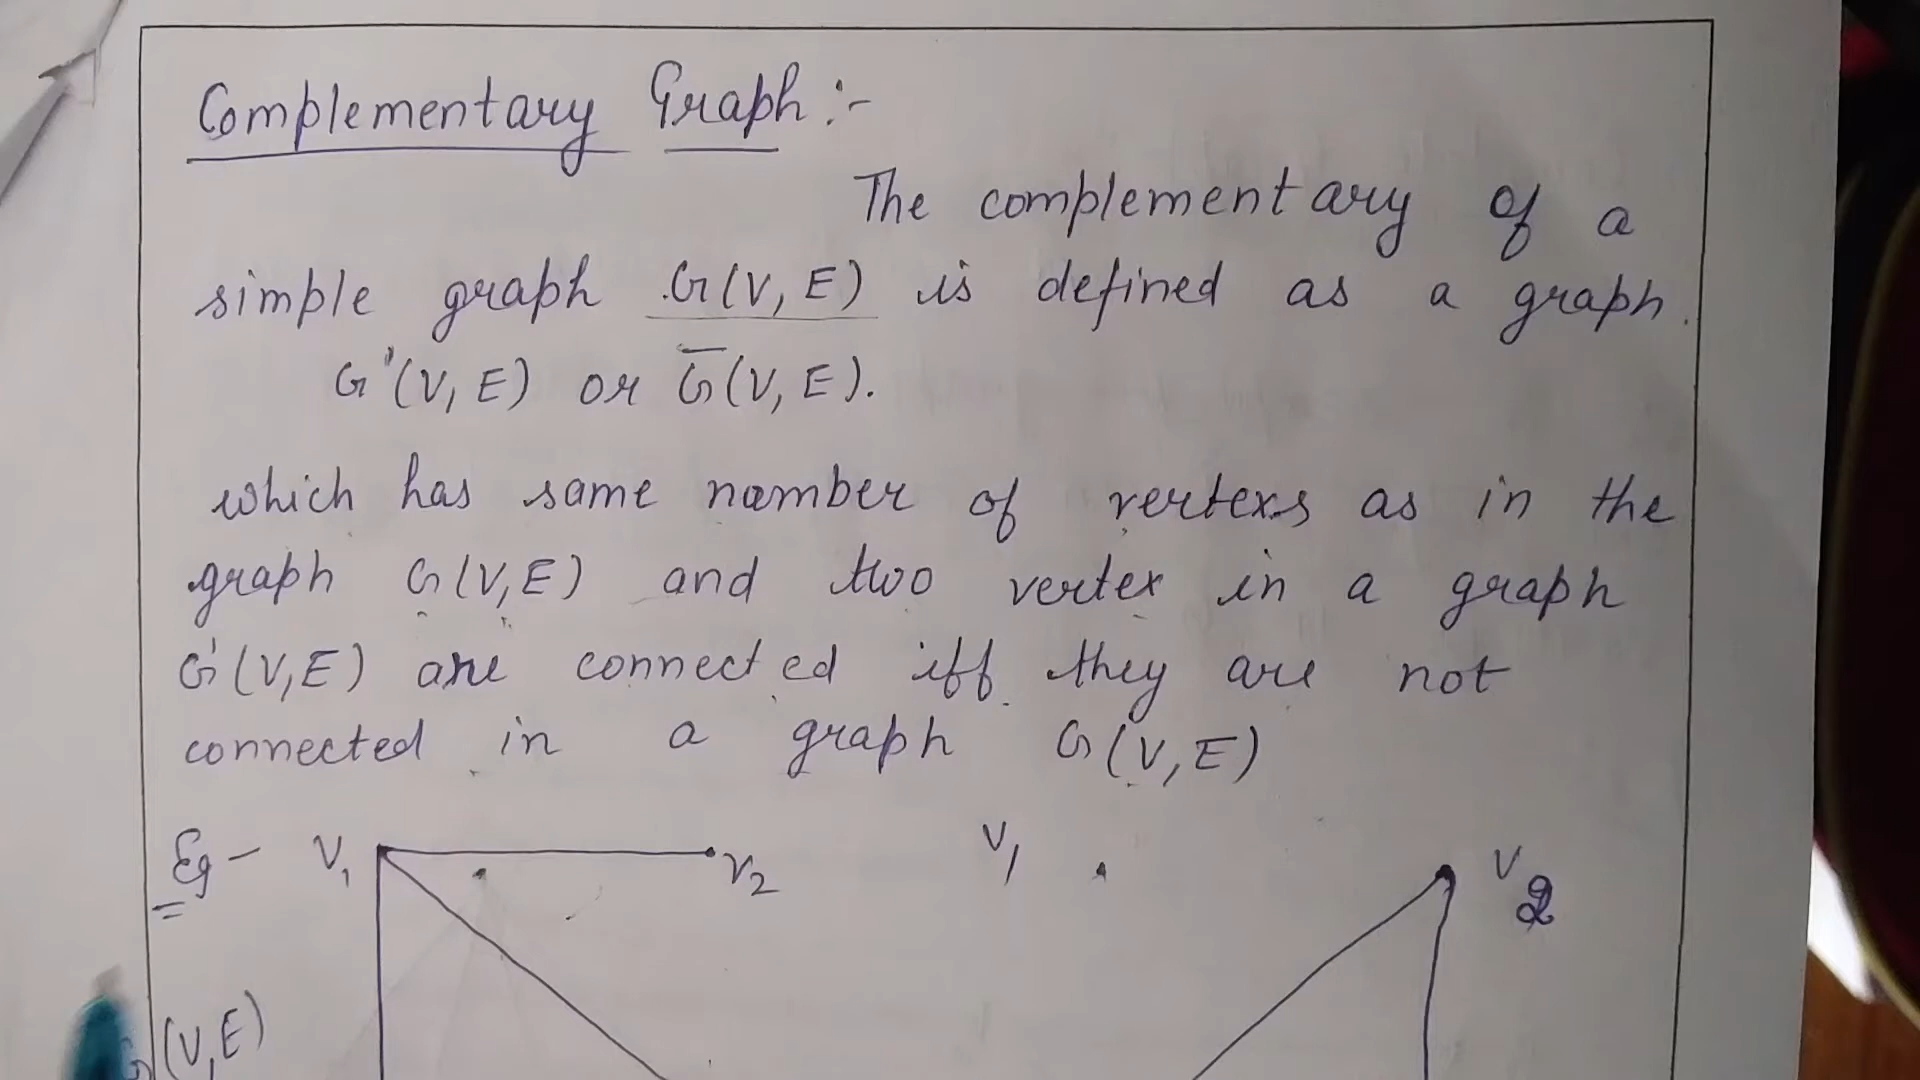 Complementary Graph :-
The complementary of a
simple graph G(V, E) is defined as a graph.
G'(V, E) or G̅(V, E).
which has same number of vertexs as in the
graph G(V,E) and two vertex in a graph
G'(V,E) are connected iff they are not
connected in a graph G(V,E)
Eg - V1 V2 V1 V2
(V,E)